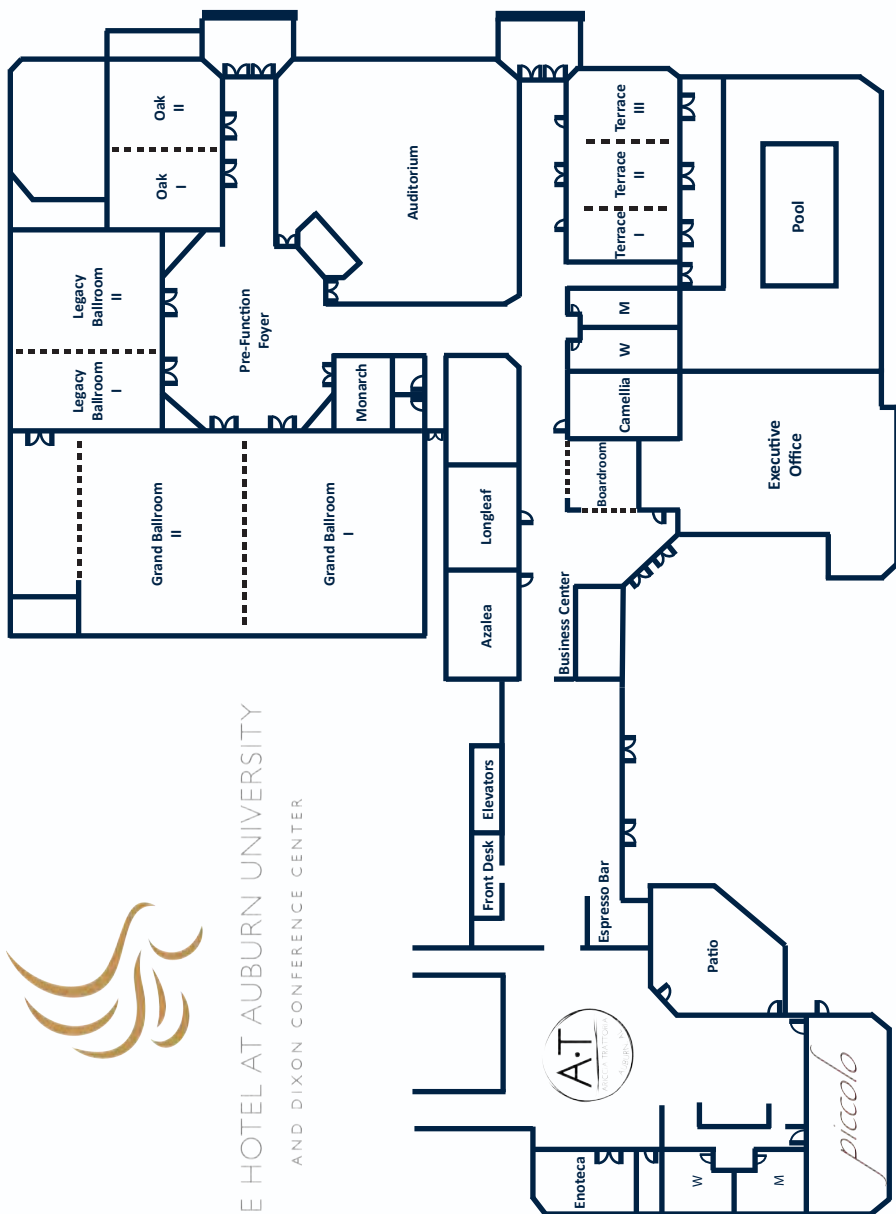 E HOTEL AT AUBURN UNIVERSITY
AND DIXON CONFERENCE CENTER
Oak
II
Oak
I
Legacy
Ballroom
II
Legacy
Ballroom
I
Grand Ballroom
II
Grand Ballroom
I
Pre-Function
Foyer
Monarch
Auditorium
Terrace
III
Terrace
II
Terrace
I
Pool
M
W
Camellia
Boardroom
Executive
Office
Longleaf
Azalea
Business Center
Elevators
Front Desk
Espresso Bar
Patio
A·T
ARICCIA TRATTORIA
Enoteca
W
M
piccolo